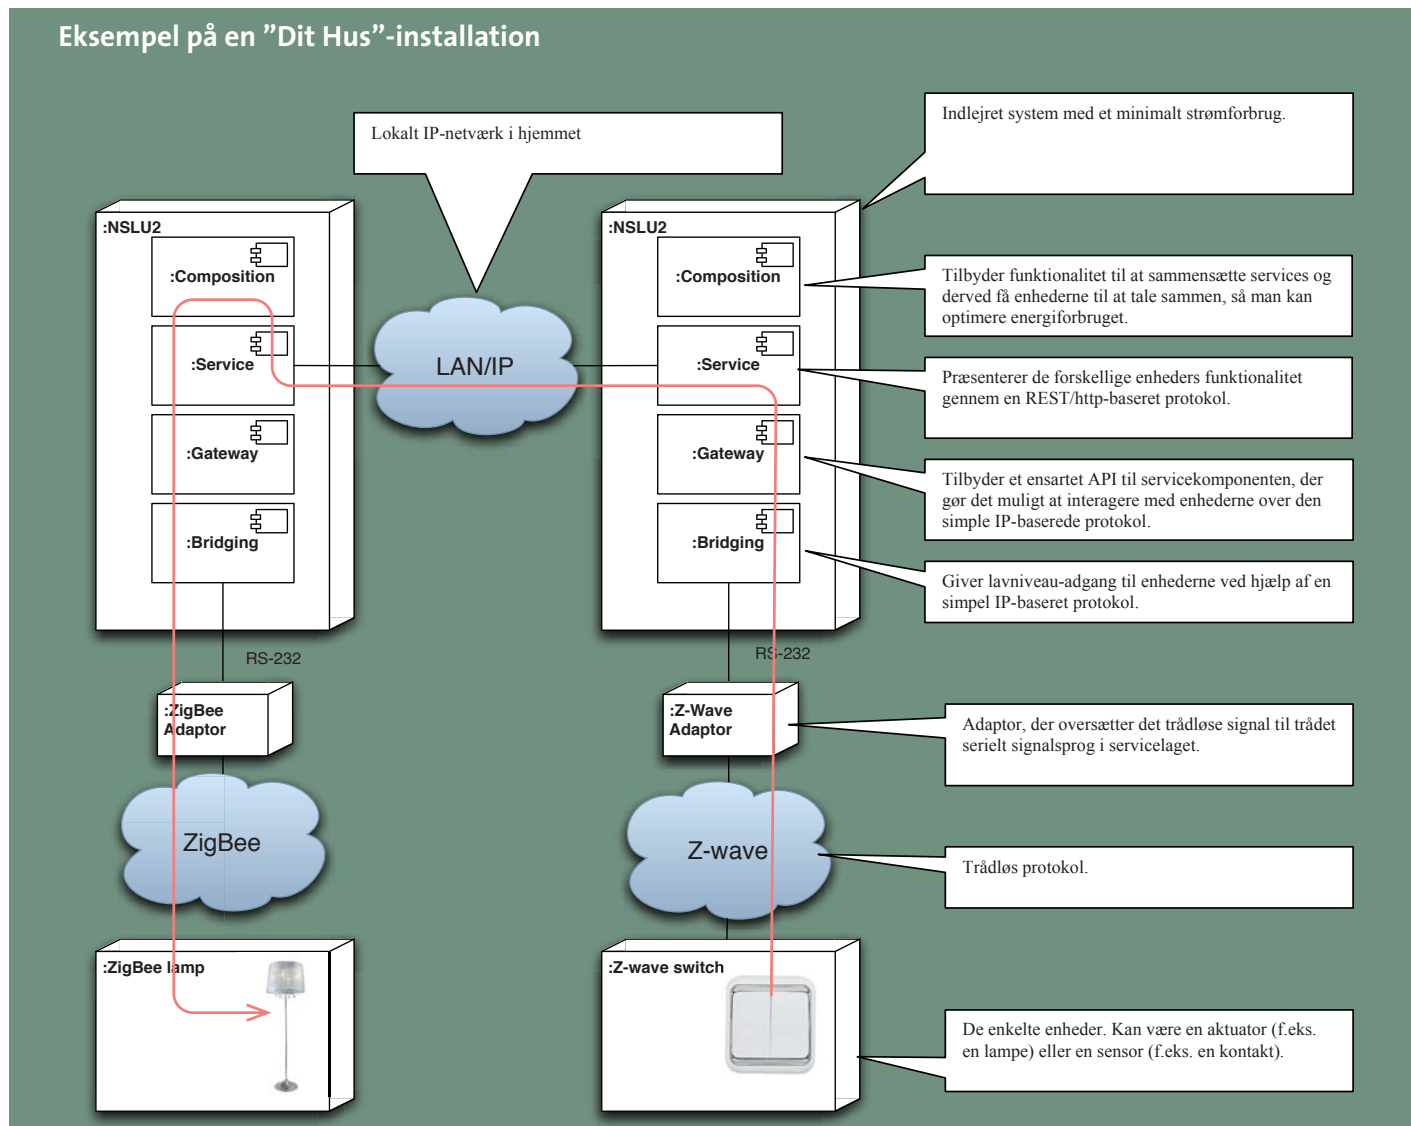 Eksempel på en ”Dit Hus”-installation
Lokalt IP-netværk i hjemmet
Indlejret system med et minimalt strømforbrug.
:NSLU2
:Composition
:Service
:Gateway
:Bridging
LAN/IP
:NSLU2
:Composition
:Service
:Gateway
:Bridging
Tilbyder funktionalitet til at sammensætte services og
derved få enhederne til at tale sammen, så man kan
optimere energiforbruget.
Præsenterer de forskellige enheders funktionalitet
gennem en REST/http-baseret protokol.
Tilbyder et ensartet API til servicekomponenten, der
gør det muligt at interagere med enhederne over den
simple IP-baserede protokol.
Giver lavniveau-adgang til enhederne ved hjælp af en
simpel IP-baseret protokol.
RS-232
RS-232
:ZigBee
Adaptor
:Z-Wave
Adaptor
Adaptor, der oversætter det trådløse signal til trådet
serielt signalsprog i servicelaget.
ZigBee
Z-wave
Trådløs protokol.
:ZigBee lamp
:Z-wave switch
De enkelte enheder. Kan være en aktuator (f.eks.
en lampe) eller en sensor (f.eks. en kontakt).